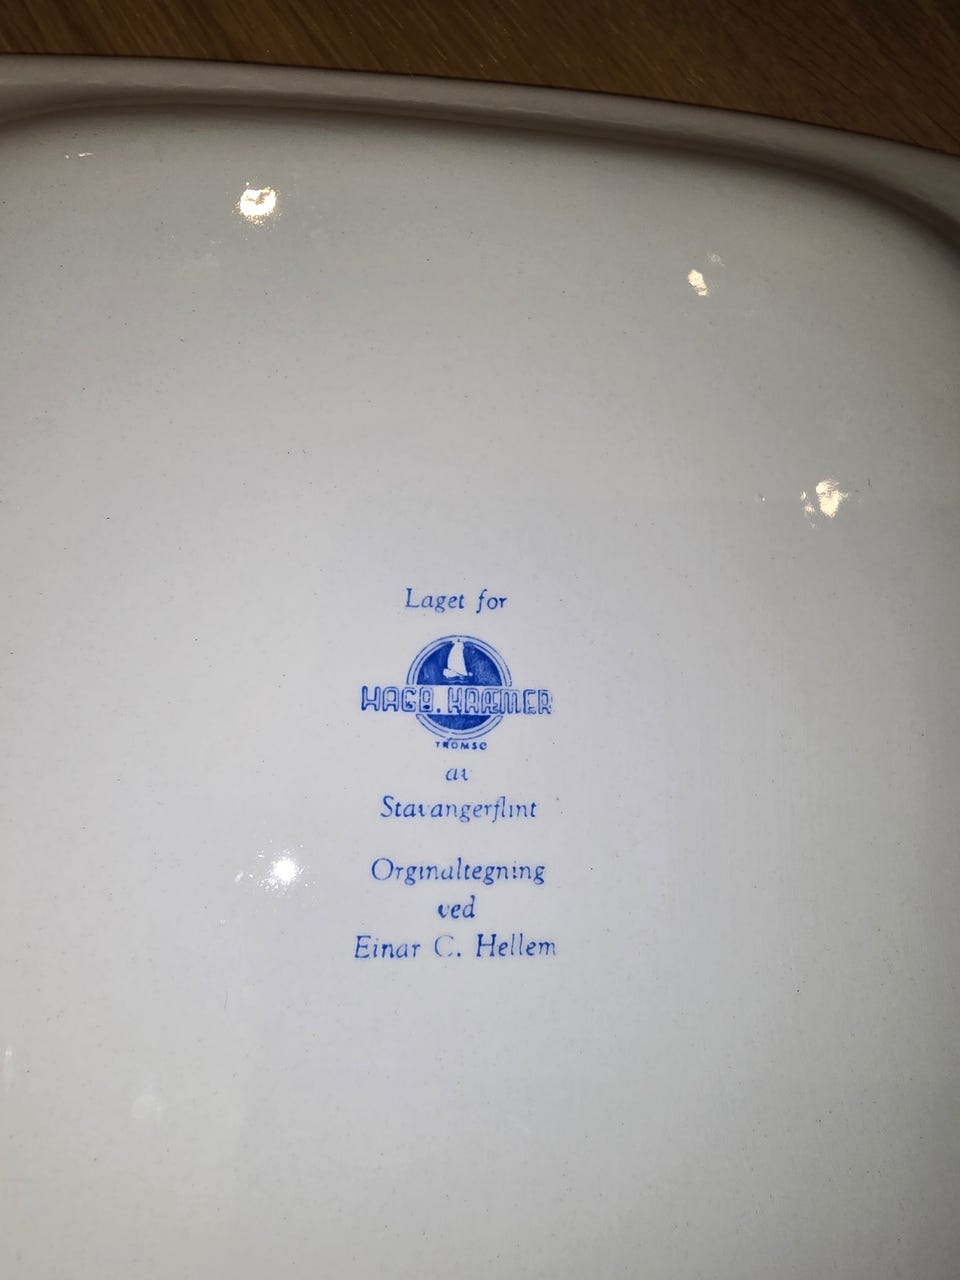 Laget for
HAGB. KRÆMER
TROMSØ
av
Stavangerflint
Orginaltegning
ved
Einar C. Hellem